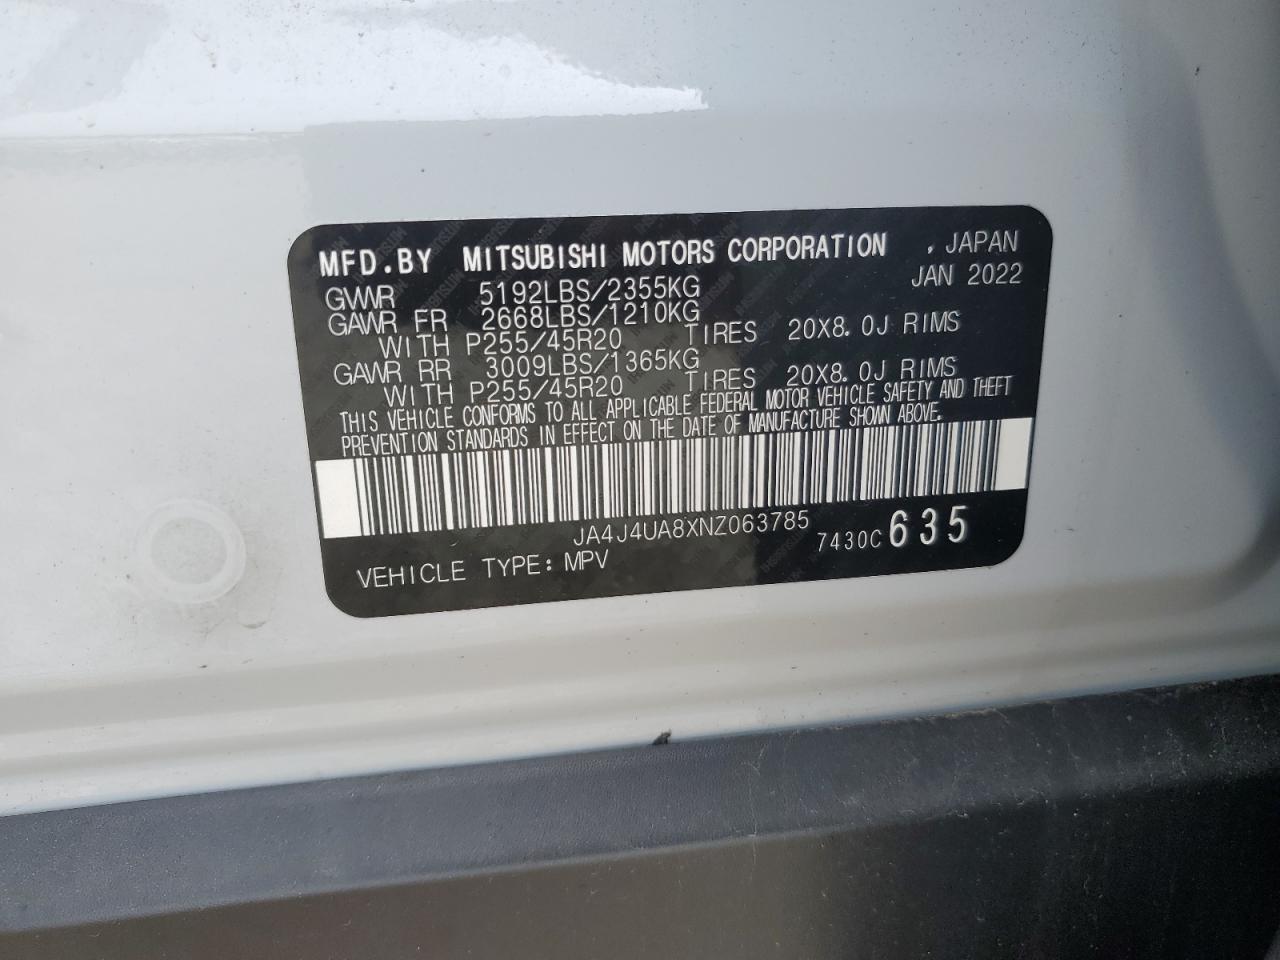 MFD.BY MITSUBISHI MOTORS CORPORATION , JAPAN
JAN 2022
GVWR 5192LBS/2355KG
GAWR FR 2668LBS/1210KG
WITH P255/45R20 TIRES 20X8.0J RIMS
GAWR RR 3009LBS/1365KG
WITH P255/45R20 TIRES 20X8.0J RIMS
THIS VEHICLE CONFORMS TO ALL APPLICABLE FEDERAL MOTOR VEHICLE SAFETY AND THEFT
PREVENTION STANDARDS IN EFFECT ON THE DATE OF MANUFACTURE SHOWN ABOVE.
JA4J4UA8XNZ063785 7430C 635
VEHICLE TYPE: MPV